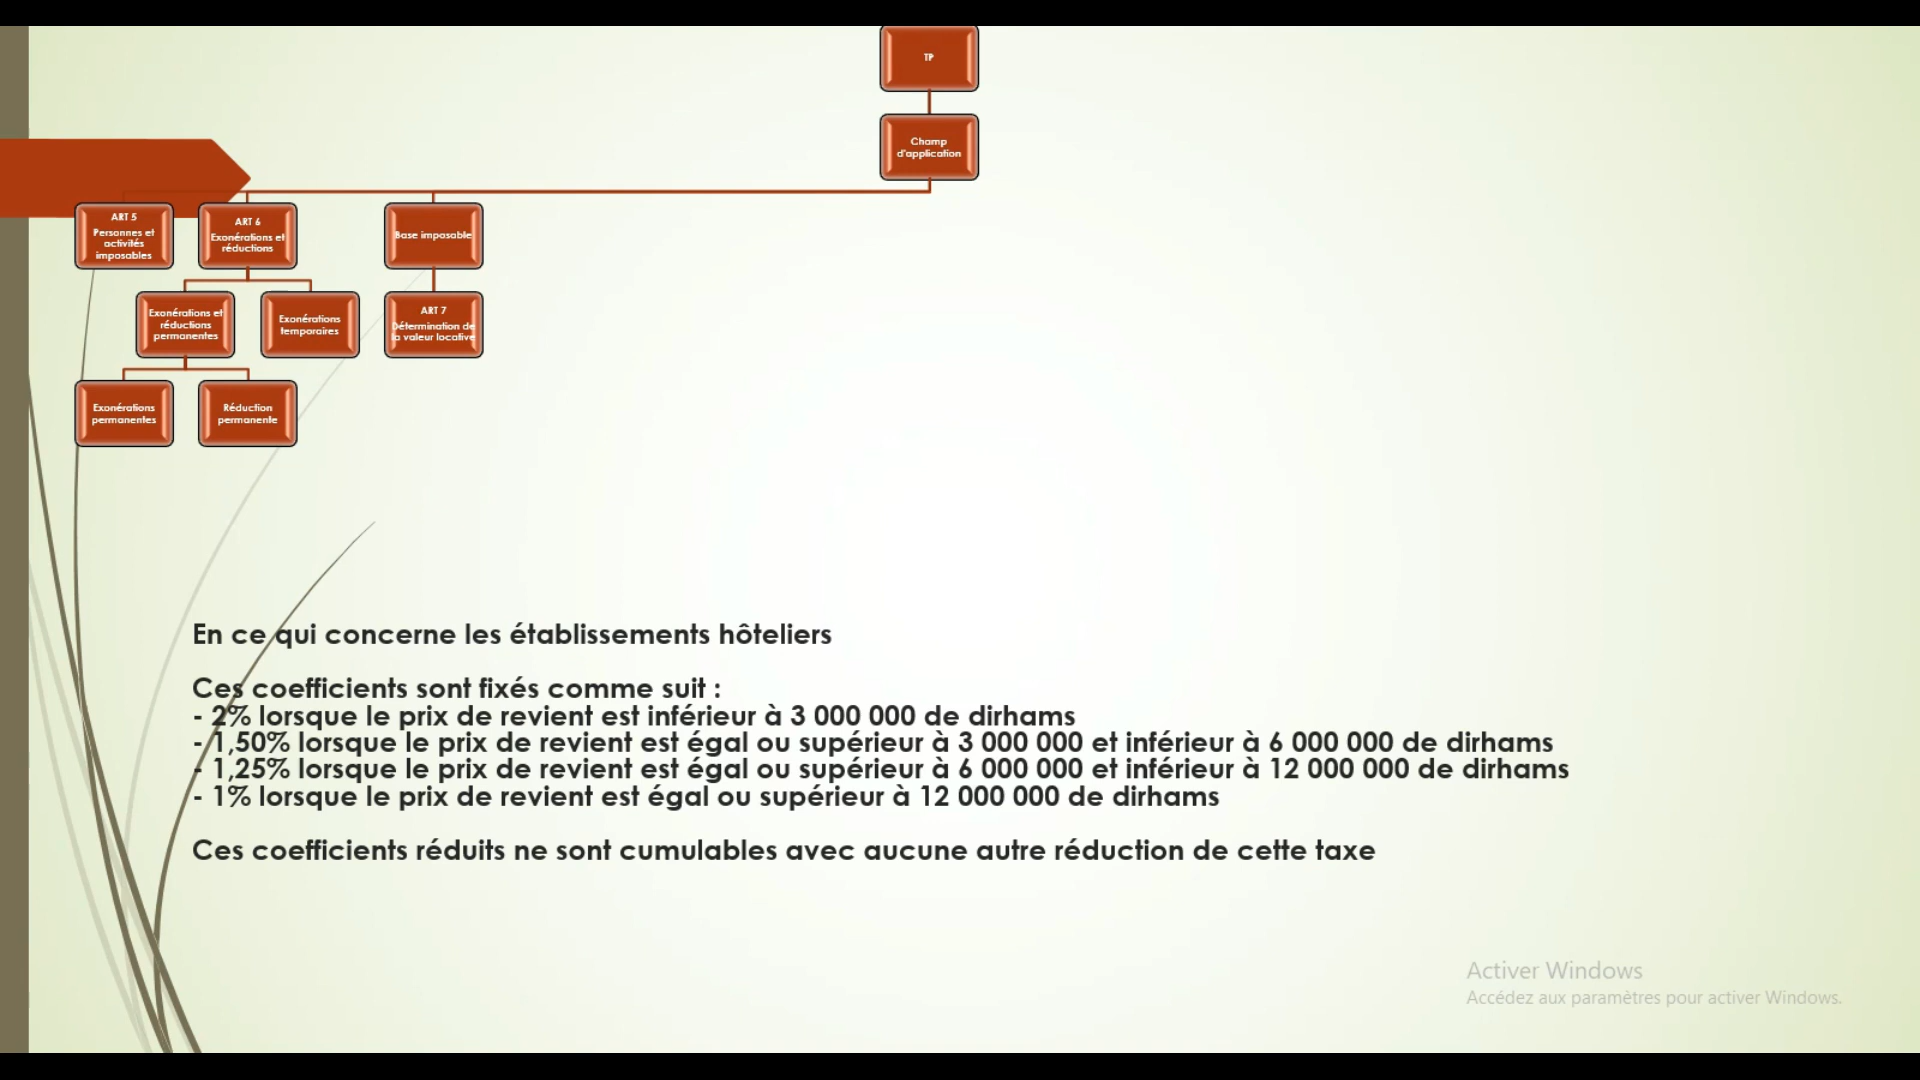 TP
Champ
d'application
ART 5
Personnes et
activités
imposables
ART 6
Exonérations et
réductions
Base imposable
Exonérations et
réductions
permanentes
Exonérations
temporaires
ART 7
Détermination de
la valeur locative
Exonérations
permanentes
Réduction
permanente
En ce qui concerne les établissements hôteliers
Ces coefficients sont fixés comme suit :
- 2% lorsque le prix de revient est inférieur à 3 000 000 de dirhams
- 1,50% lorsque le prix de revient est égal ou supérieur à 3 000 000 et inférieur à 6 000 000 de dirhams
- 1,25% lorsque le prix de revient est égal ou supérieur à 6 000 000 et inférieur à 12 000 000 de dirhams
- 1% lorsque le prix de revient est égal ou supérieur à 12 000 000 de dirhams
Ces coefficients réduits ne sont cumulables avec aucune autre réduction de cette taxe
Activer Windows
Accédez aux paramètres pour activer Windows.